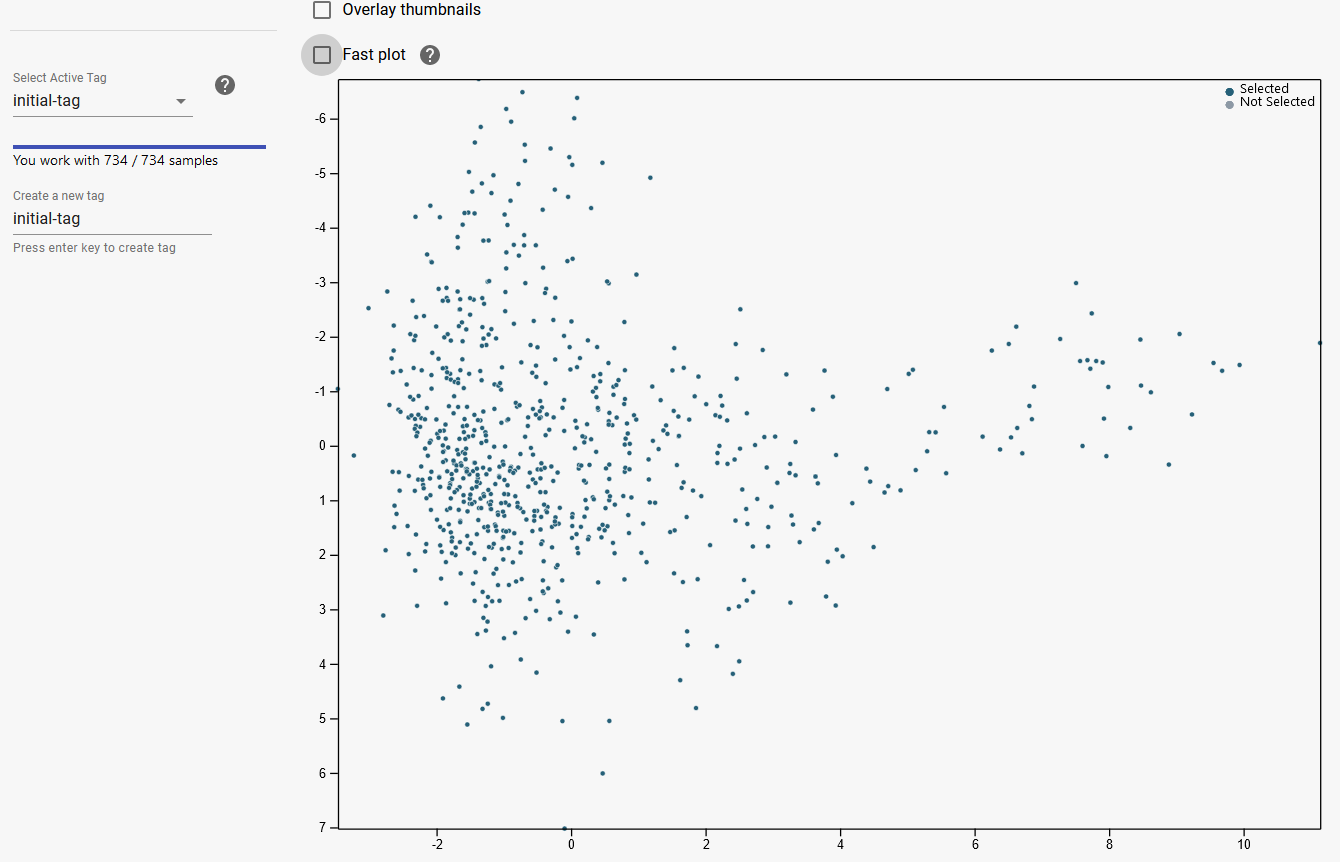 Overlay thumbnails
Fast plot ?
Select Active Tag
initial-tag
?
You work with 734 / 734 samples
Create a new tag
initial-tag
Press enter key to create tag
Selected
Not Selected
-6
-5
-4
-3
-2
-1
0
1
2
3
4
5
6
7
-2 0 2 4 6 8 10